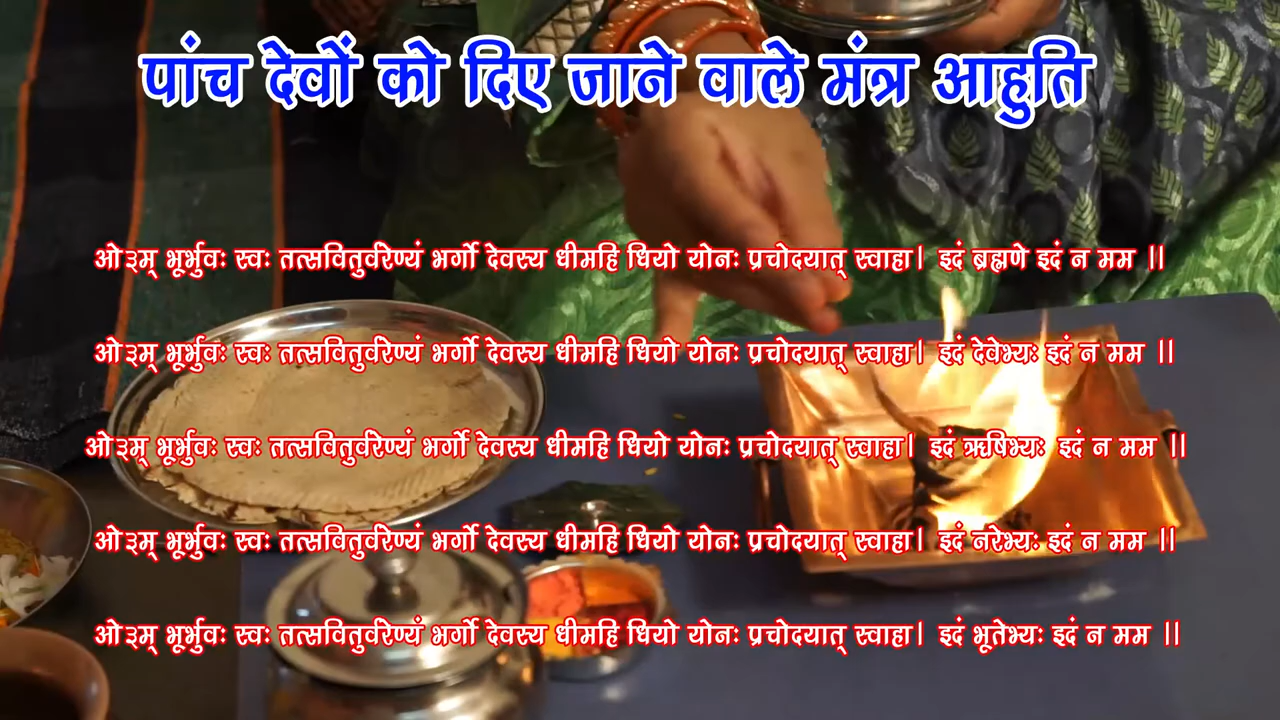 पांच देवों को दिए जाने वाले मंत्र आहुति
ओ३म् भूर्भुवः स्वः तत्सवितुर्वरेण्यं भर्गो देवस्य धीमहि धियो योनः प्रचोदयात् स्वाहा। इदं ब्रह्मणे इदं न मम ।।
ओ३म् भूर्भुवः स्वः तत्सवितुर्वरेण्यं भर्गो देवस्य धीमहि धियो योनः प्रचोदयात् स्वाहा। इदं देवेभ्यः इदं न मम ।।
ओ३म् भूर्भुवः स्वः तत्सवितुर्वरेण्यं भर्गो देवस्य धीमहि धियो योनः प्रचोदयात् स्वाहा। इदं ऋषिभ्यः इदं न मम ।।
ओ३म् भूर्भुवः स्वः तत्सवितुर्वरेण्यं भर्गो देवस्य धीमहि धियो योनः प्रचोदयात् स्वाहा। इदं नरेभ्यः इदं न मम ।।
ओ३म् भूर्भुवः स्वः तत्सवितुर्वरेण्यं भर्गो देवस्य धीमहि धियो योनः प्रचोदयात् स्वाहा। इदं भूतेभ्यः इदं न मम ।।